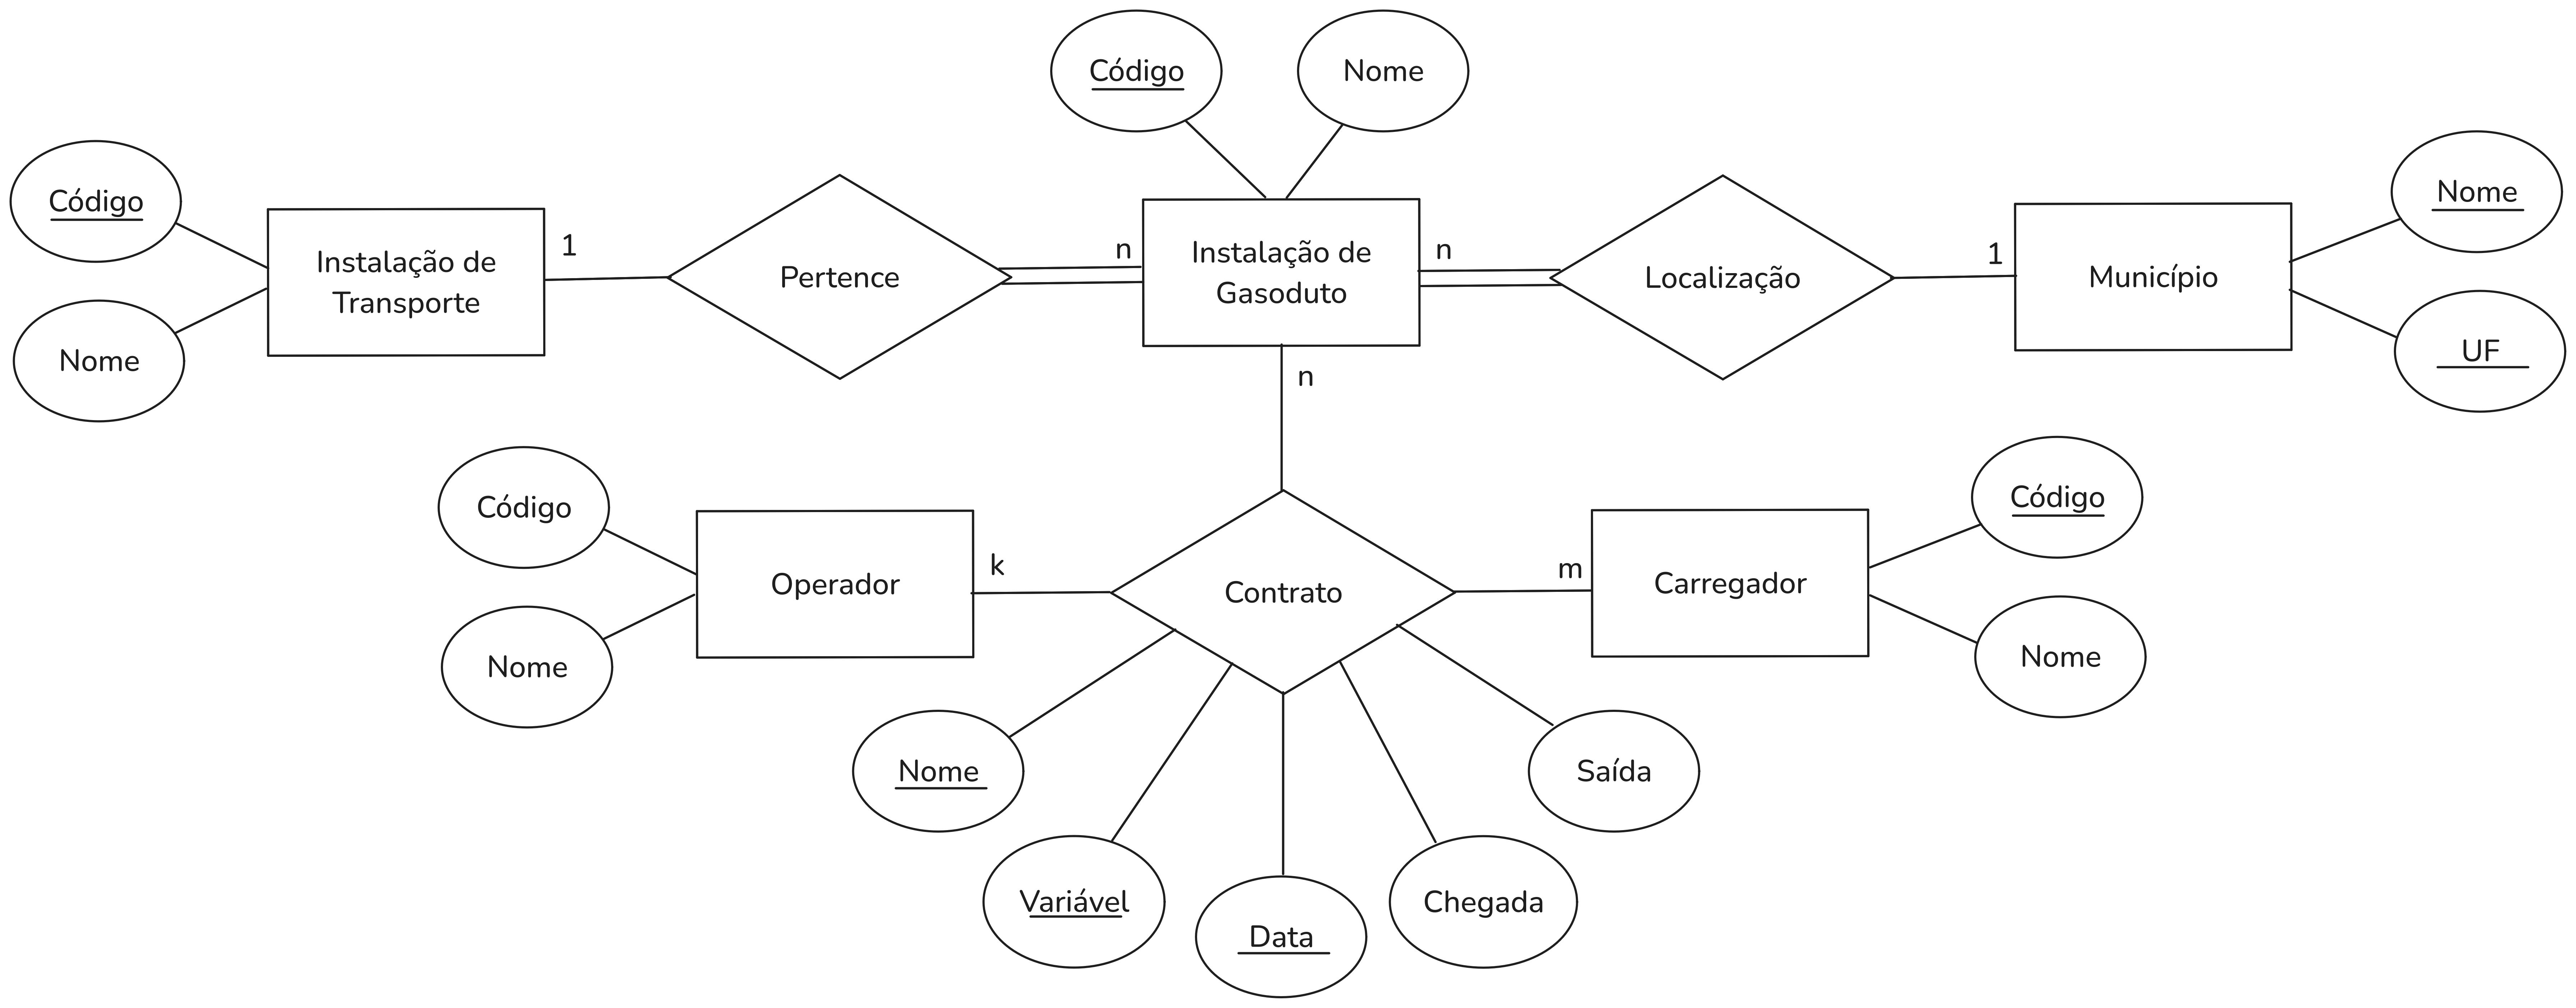 Código
Nome
Código
Nome
Instalação de
Transporte
1
Pertence
n
Instalação de
Gasoduto
n
Localização
1
Município
Nome
UF
n
Código
Nome
Operador
k
Contrato
m
Carregador
Código
Nome
Nome
Variável
Data
Chegada
Saída